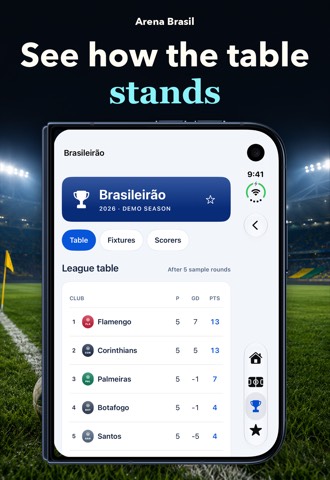 Arena Brasil
See how the table
stands
Brasileirão
9:41
Brasileirão
2026 · DEMO SEASON
Table
Fixtures
Scorers
League table
After 5 sample rounds
CLUB P GD PTS
1 Flamengo 5 7 13
2 Corinthians 5 5 13
3 Palmeiras 5 -1 7
4 Botafogo 5 -1 4
5 Santos 5 -5 4